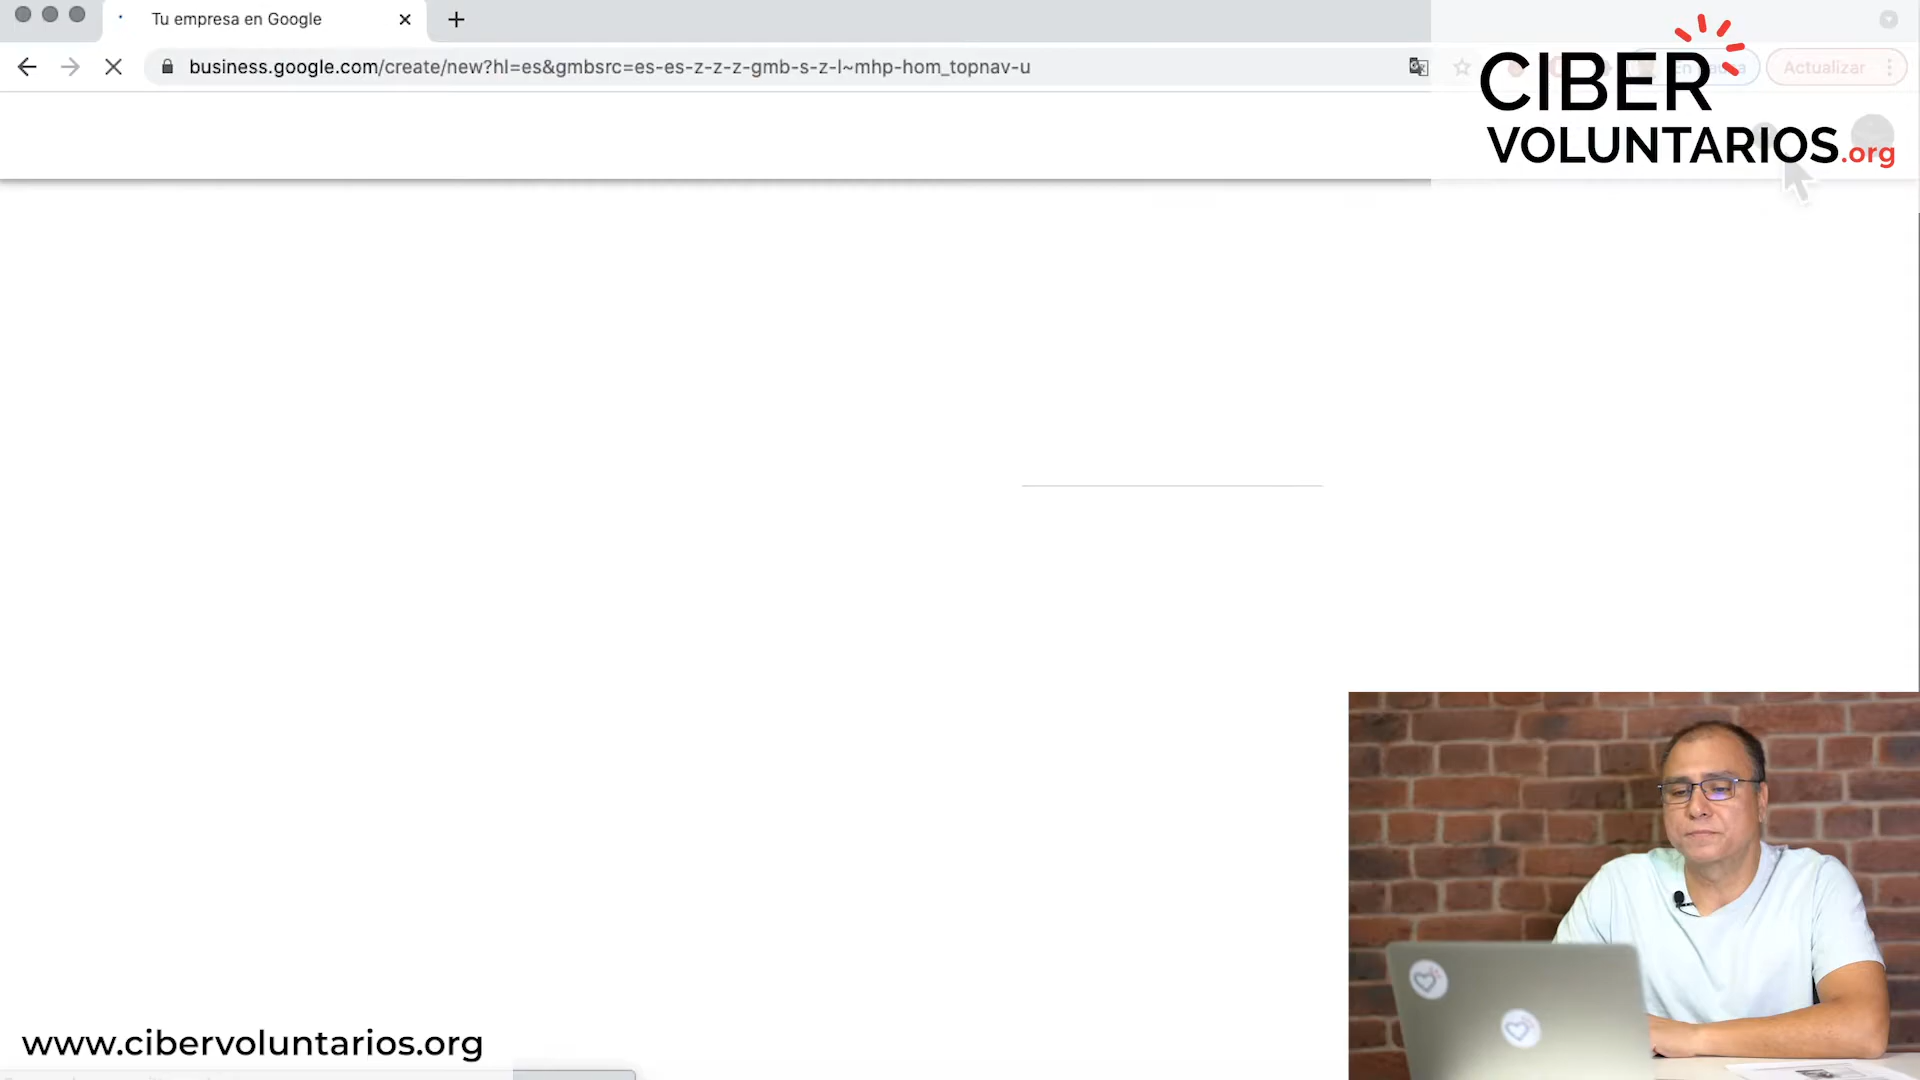 Tu empresa en Google
business.google.com/create/new?hl=es&gmbsrc=es-es-z-z-z-gmb-s-z-l~mhp-hom_topnav-u
Actualizar
CIBER
VOLUNTARIOS.org
www.cibervoluntarios.org